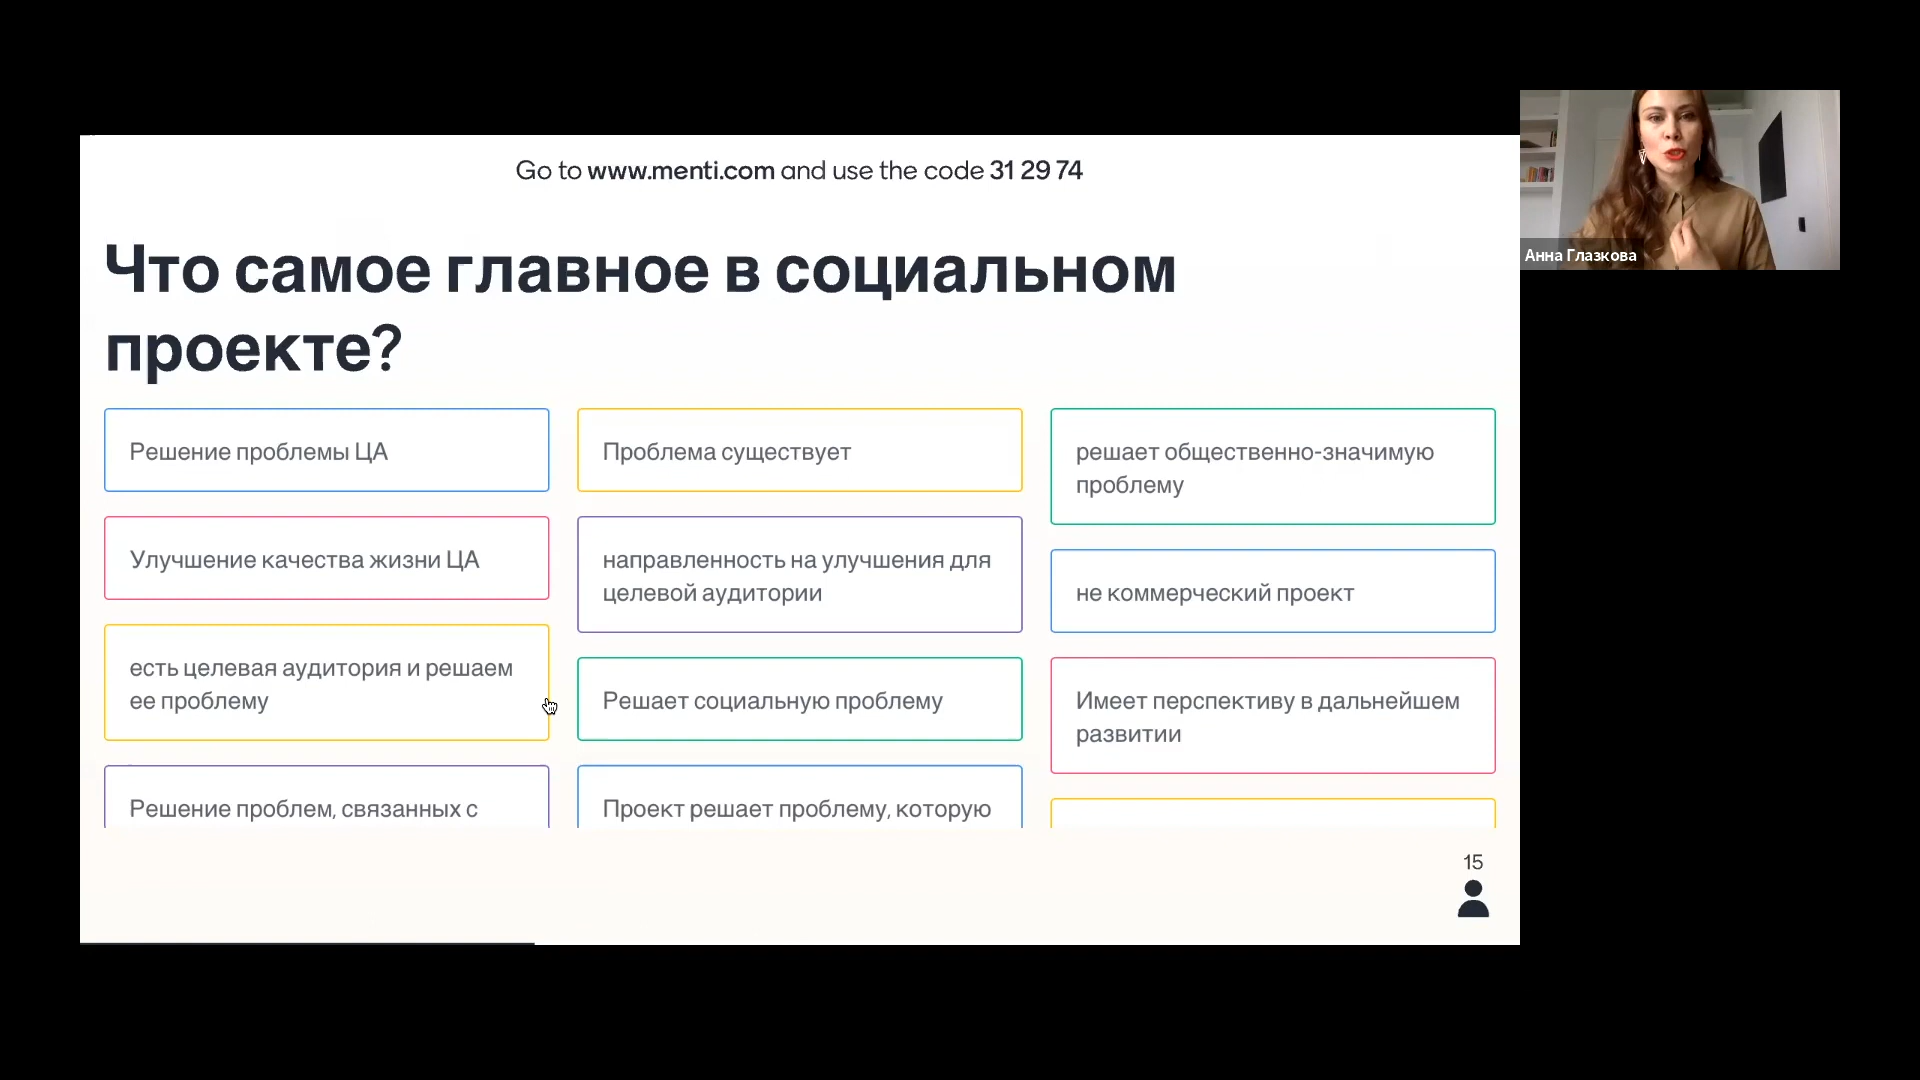 Go to www.menti.com and use the code 31 29 74
Что самое главное в социальном
проекте?
Решение проблемы ЦА
Улучшение качества жизни ЦА
есть целевая аудитория и решаем
ее проблему
Решение проблем, связанных с
Проблема существует
направленность на улучшения для
целевой аудитории
Решает социальную проблему
Проект решает проблему, которую
решает общественно-значимую
проблему
не коммерческий проект
Имеет перспективу в дальнейшем
развитии
15
Анна Глазкова